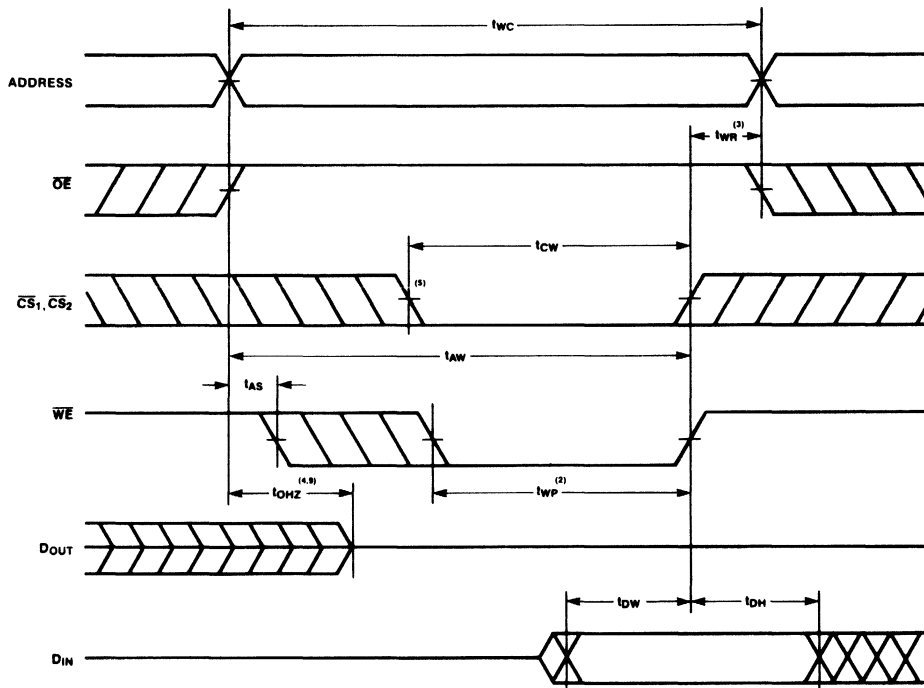 tWC
ADDRESS
tWR(3)
OE
tCW
CS1, CS2
(5)
tAW
tAS
WE
tOHZ(4,9)
tWP(2)
DOUT
tDW
tDH
DIN